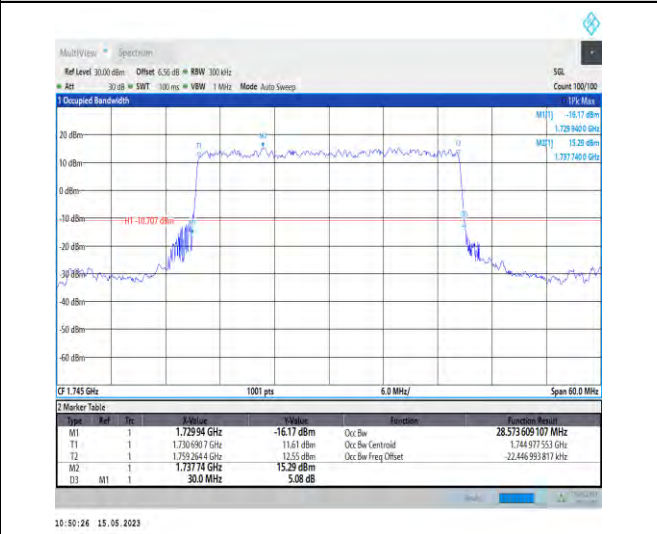 MultiView Spectrum
Ref Level 30.00 dBm Offset 6.56 dB RBW 300 kHz SGL
Att 30 dB SWT 100 ms VBW 1 MHz Mode Auto Sweep Count 100/100
1 Occupied Bandwidth 1Pk Max
M1[1] -16.17 dBm
1.729 940 0 GHz
M2[1] 15.29 dBm
1.737 740 0 GHz
20 dBm
10 dBm
0 dBm
-10 dBm
H1 -10.707 dBm
-20 dBm
-30 dBm
-40 dBm
-50 dBm
-60 dBm
T1
M2
T2
CF 1.745 GHz 1001 pts 6.0 MHz/ Span 60.0 MHz
2 Marker Table
Type Ref Trc X-Value Y-Value Function Function Result
M1 1 1.729 94 GHz -16.17 dBm Occ Bw 28.573 609 107 MHz
T1 1 1.730 690 7 GHz 11.61 dBm Occ Bw Centroid 1.744 977 553 GHz
T2 1 1.759 264 4 GHz 12.55 dBm Occ Bw Freq Offset -22.446 993 817 kHz
M2 1 1.737 74 GHz 15.29 dBm
D3 M1 1 30.0 MHz 5.08 dB
10:50:26 15.05.2023